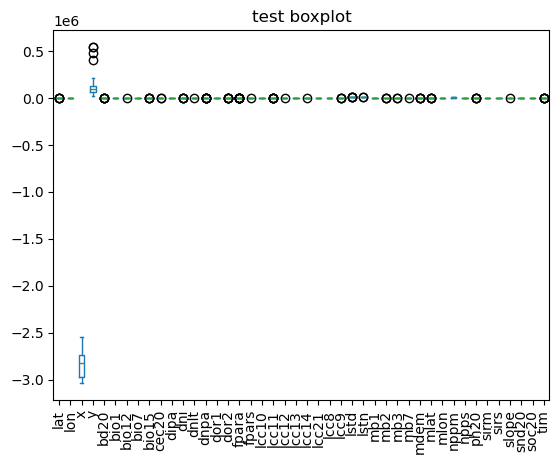 test boxplot
1e6
0.5
0.0
−0.5
−1.0
−1.5
−2.0
−2.5
−3.0
lat
lon
x
y
bd20
bio1
bio12
bio7
bio15
cec20
dipa
dni
dnlt
dnpa
dor1
dor2
fpara
fpars
lcc10
lcc11
lcc12
lcc13
lcc14
lcc21
lcc8
lcc9
lstd
lstn
mb1
mb2
mb3
mb7
mdem
mlat
mlon
nppm
npps
ph20
sirm
sirs
slope
snd20
soc20
tim